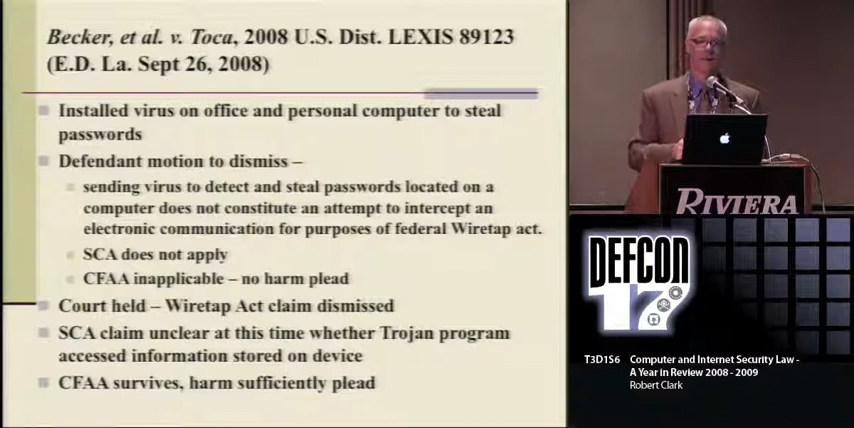 Becker, et al. v. Toca, 2008 U.S. Dist. LEXIS 89123
(E.D. La. Sept 26, 2008)
Installed virus on office and personal computer to steal
passwords
Defendant motion to dismiss –
sending virus to detect and steal passwords located on a
computer does not constitute an attempt to intercept an
electronic communication for purposes of federal Wiretap act.
SCA does not apply
CFAA inapplicable – no harm plead
Court held – Wiretap Act claim dismissed
SCA claim unclear at this time whether Trojan program
accessed information stored on device
CFAA survives, harm sufficiently plead
RIVIERA
DEFCON
17
T3D1S6 Computer and Internet Security Law -
A Year in Review 2008 - 2009
Robert Clark